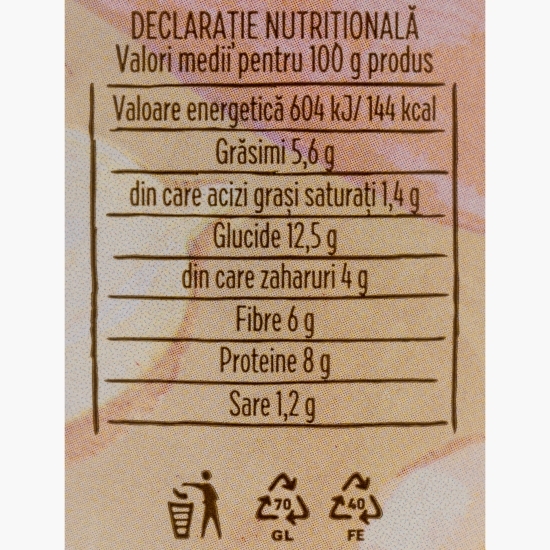 DECLARAȚIE NUTRIȚIONALĂ
Valori medii pentru 100 g produs
Valoare energetică 604 kJ/ 144 kcal
Grăsimi 5,6 g
din care acizi grași saturați 1,4 g
Glucide 12,5 g
din care zaharuri 4 g
Fibre 6 g
Proteine 8 g
Sare 1,2 g
70 40
GL FE